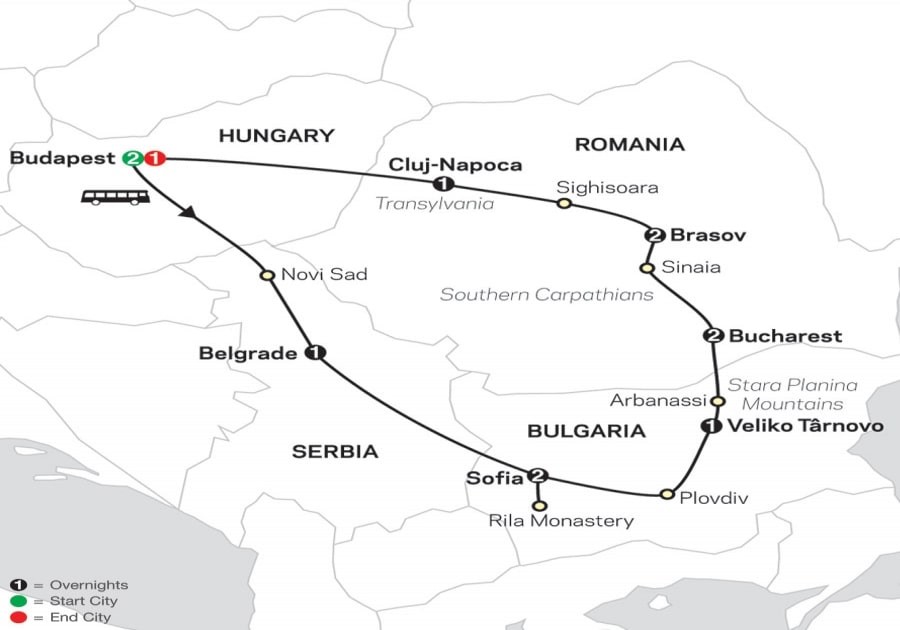 HUNGARY
ROMANIA
Budapest 2 1
Cluj-Napoca
1
Transylvania
Sighisoara
2 Brasov
Sinaia
Novi Sad
Southern Carpathians
2 Bucharest
Belgrade 1
Stara Planina
Mountains
Arbanassi
1 Veliko Târnovo
BULGARIA
SERBIA
Sofia 2
Plovdiv
Rila Monastery
1 = Overnights
= Start City
= End City